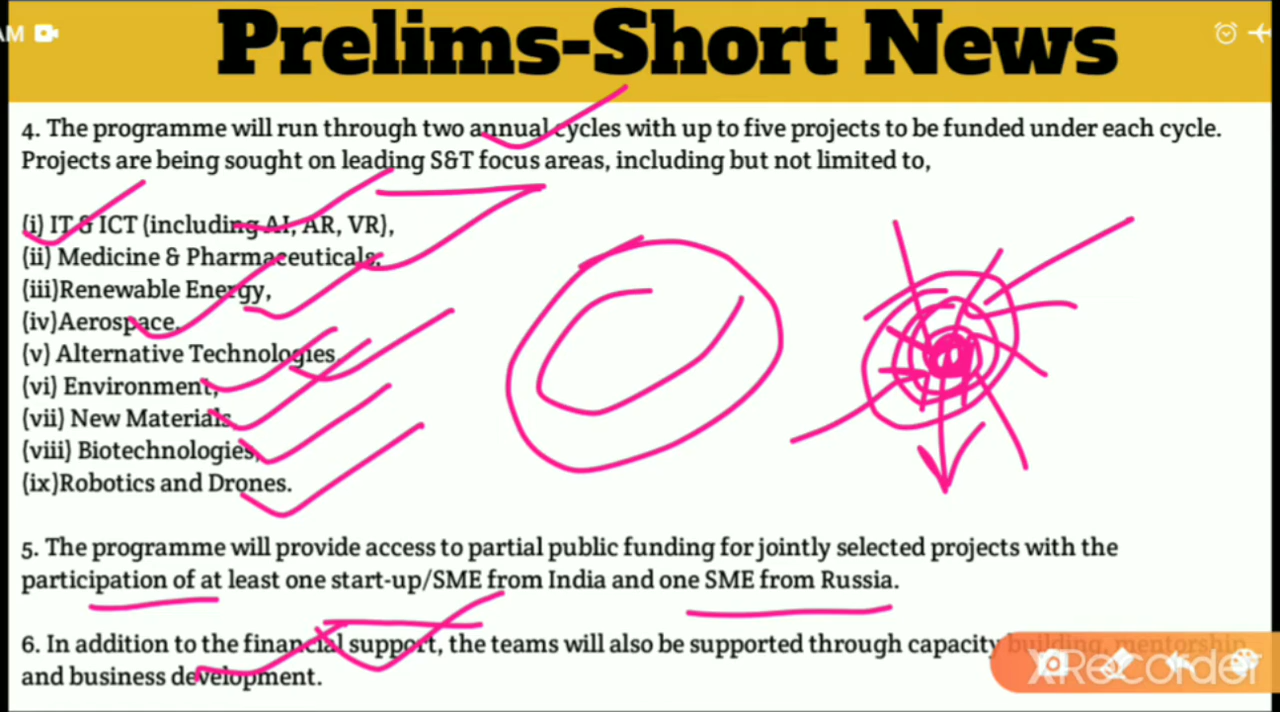 AM
Prelims-Short News
4. The programme will run through two annual cycles with up to five projects to be funded under each cycle.
Projects are being sought on leading S&T focus areas, including but not limited to,
(i) IT & ICT (including AI, AR, VR),
(ii) Medicine & Pharmaceuticals,
(iii)Renewable Energy,
(iv)Aerospace,
(v) Alternative Technologies,
(vi) Environment,
(vii) New Materials,
(viii) Biotechnologies,
(ix)Robotics and Drones.
5. The programme will provide access to partial public funding for jointly selected projects with the
participation of at least one start-up/SME from India and one SME from Russia.
6. In addition to the financial support, the teams will also be supported through capacity building, mentorship
and business development.
XRecorder